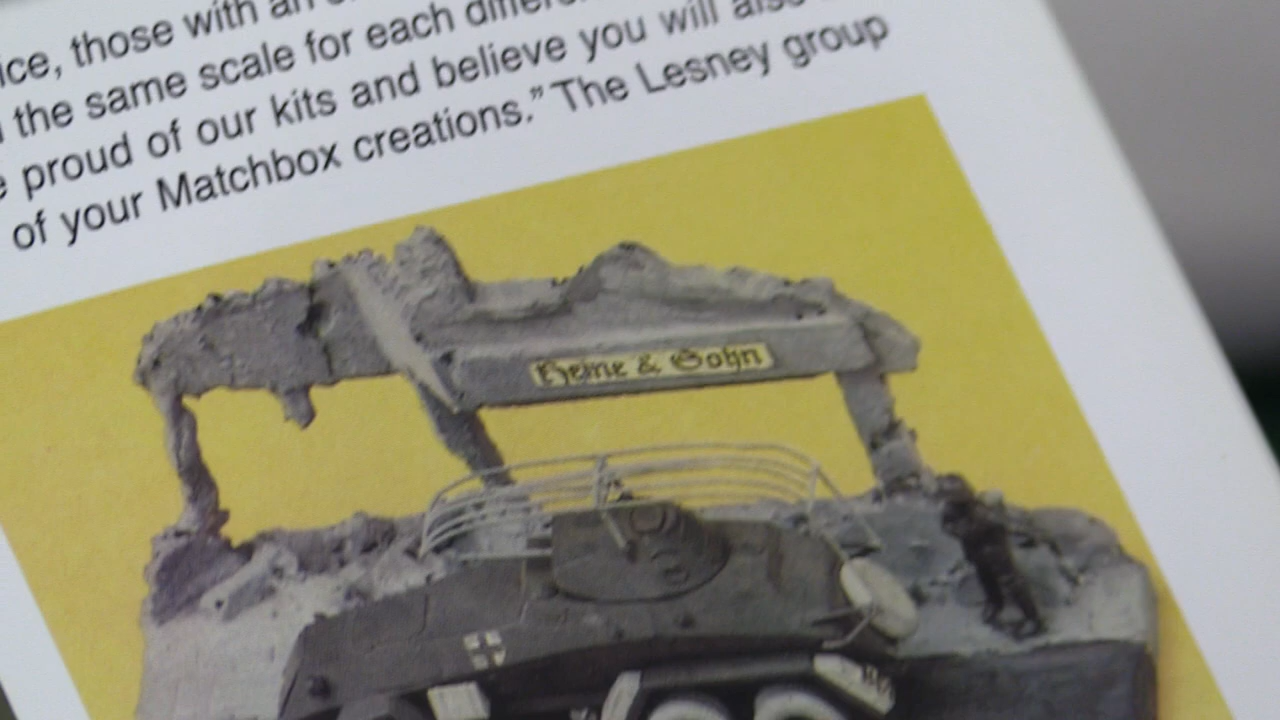 ice, those with an
the same scale for each differen
proud of our kits and believe you will also
of your Matchbox creations.” The Lesney group
Heine & Sohn